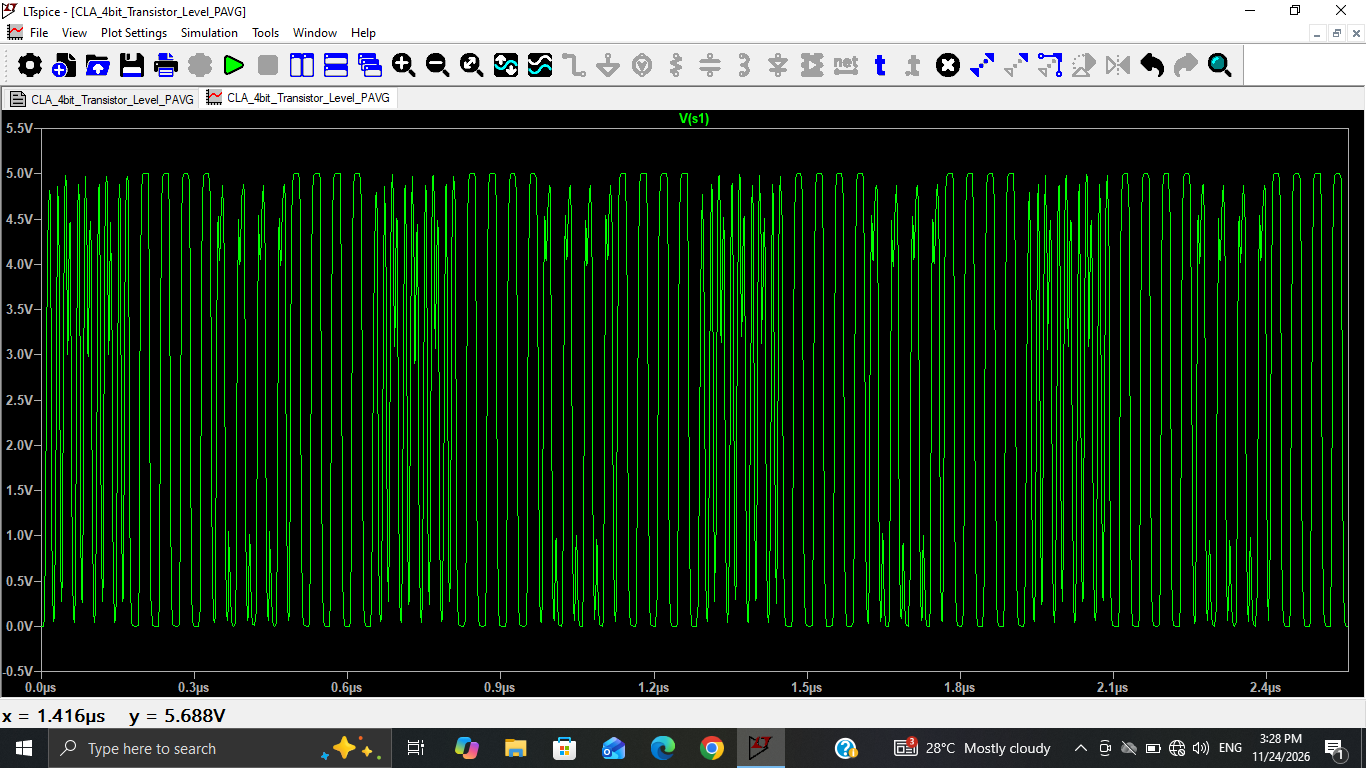 LTspice - [CLA_4bit_Transistor_Level_PAVG]
File View Plot Settings Simulation Tools Window Help
CLA_4bit_Transistor_Level_PAVG CLA_4bit_Transistor_Level_PAVG
V(s1)
5.5V
5.0V
4.5V
4.0V
3.5V
3.0V
2.5V
2.0V
1.5V
1.0V
0.5V
0.0V
-0.5V
0.0µs 0.3µs 0.6µs 0.9µs 1.2µs 1.5µs 1.8µs 2.1µs 2.4µs
x = 1.416µs y = 5.688V
Type here to search 3 28°C Mostly cloudy ENG 3:28 PM 1
11/24/2026